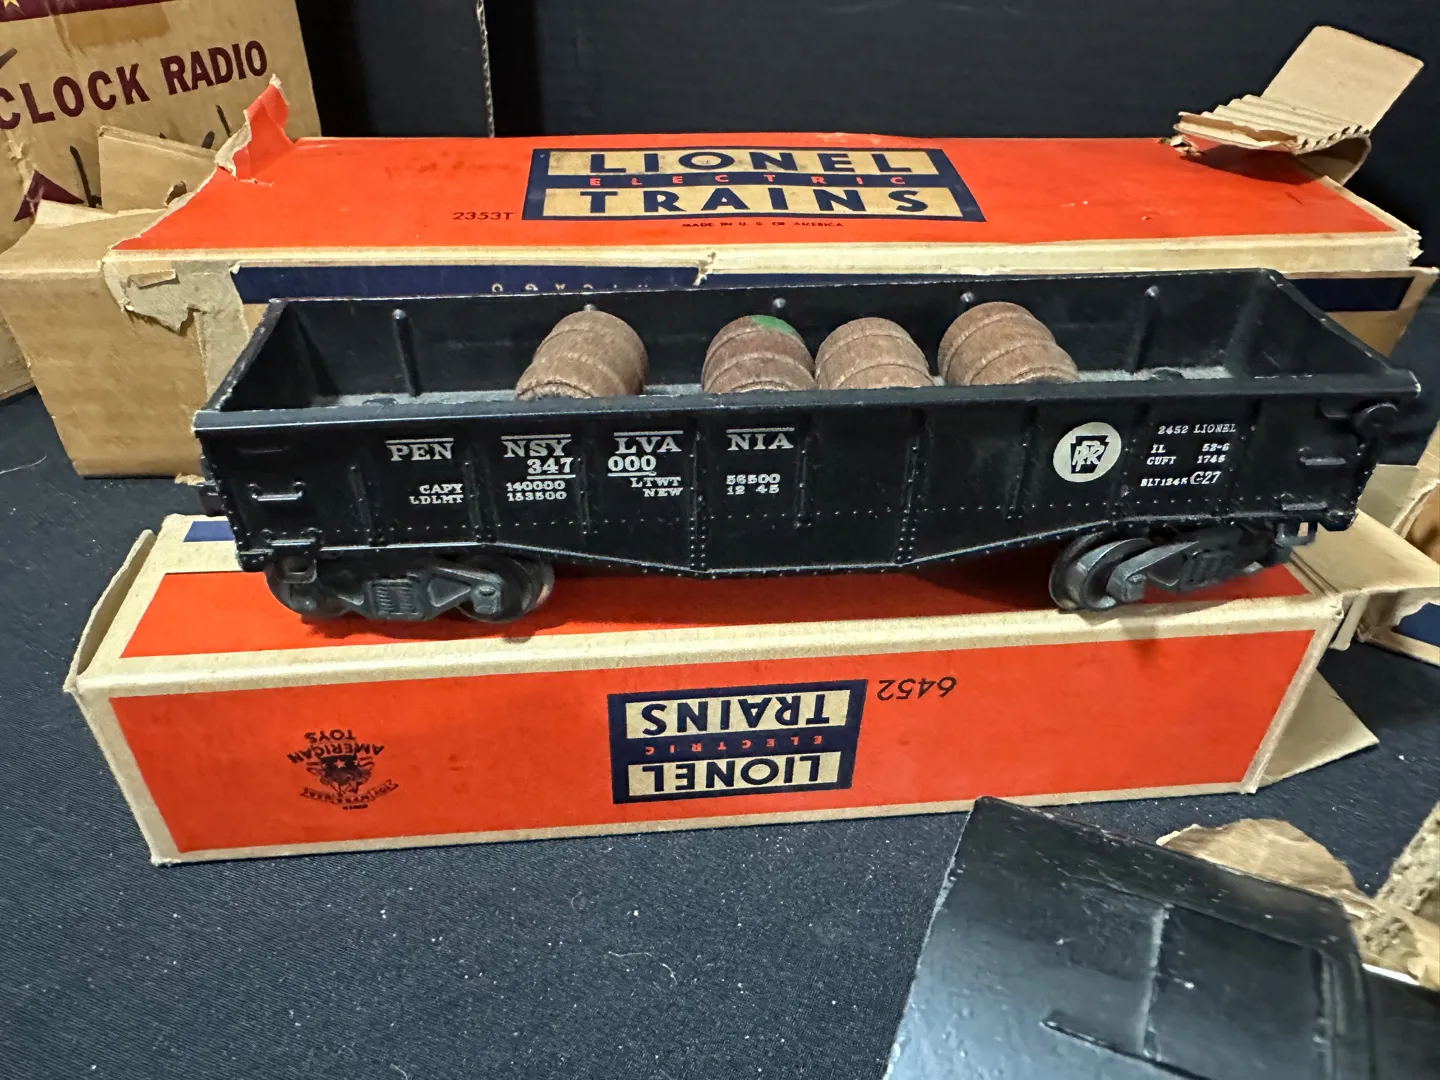 CLOCK RADIO
LIONEL
ELECTRIC
TRAINS
2353T
MADE IN U. S. OF AMERICA
PEN NSY LVA NIA
347 000
CAPY 140000 LTWT 56500
LDLMT 153500 NEW 12 45
PRR
2452 LIONEL
IL 52-6
CUFT 1745
G-27
6452
LIONEL
ELECTRIC
TRAINS
AMERICAN
TOYS